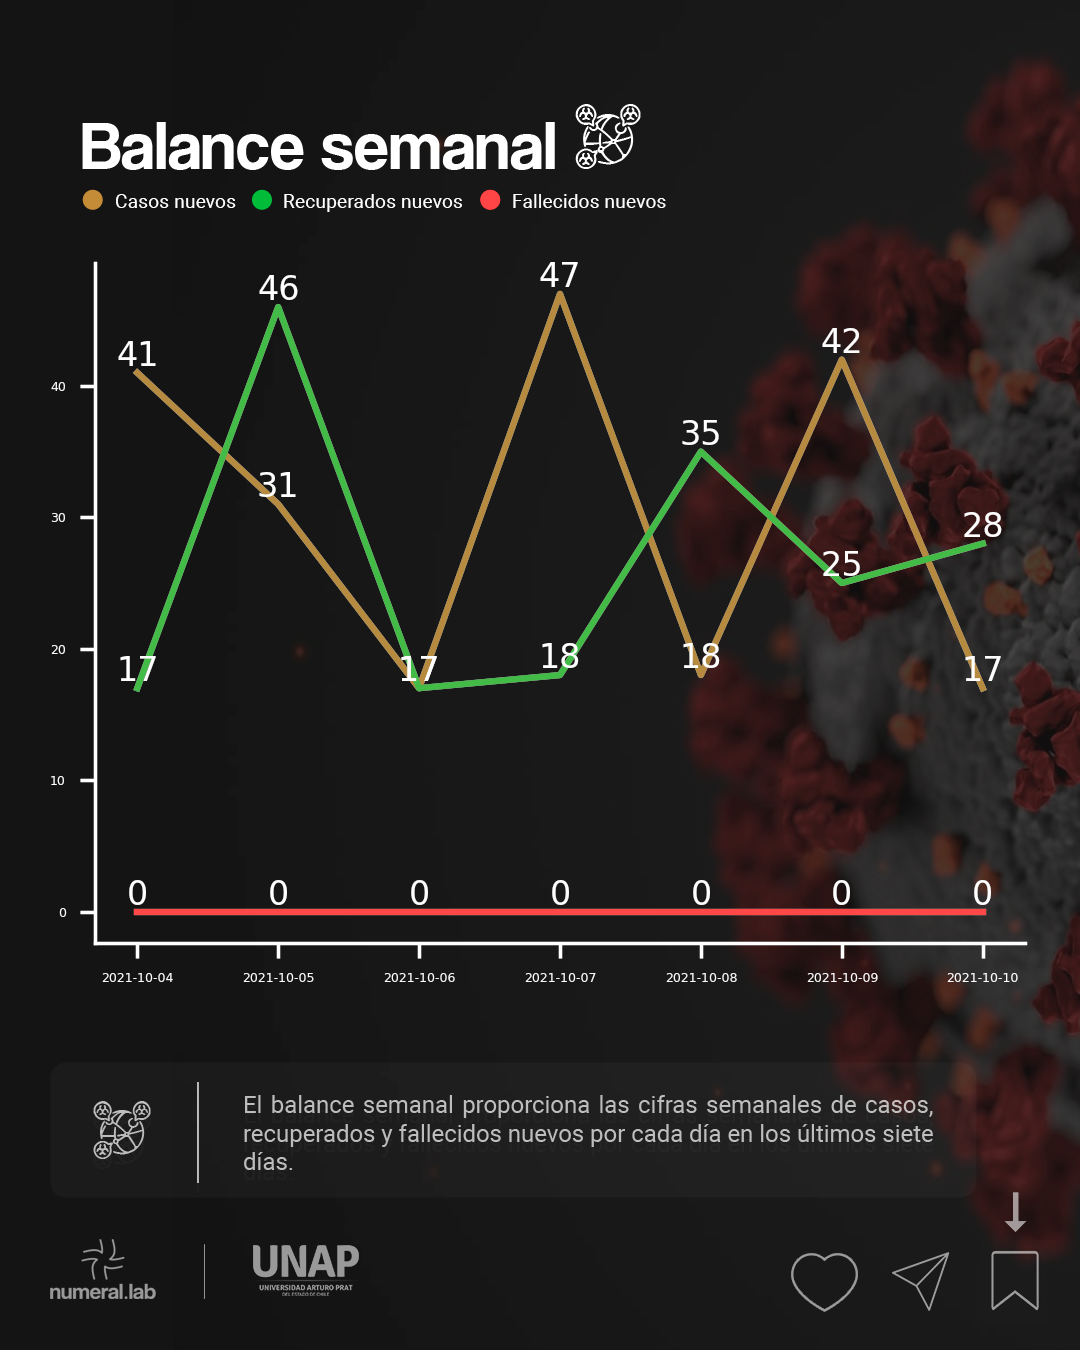 Balance semanal
Casos nuevos Recuperados nuevos Fallecidos nuevos
47
46
42
41
40
35
31
30
28
25
20
17 17 18 18 17
10
0 0 0 0 0 0 0
0
2021-10-04 2021-10-05 2021-10-06 2021-10-07 2021-10-08 2021-10-09 2021-10-10
El balance semanal proporciona las cifras semanales de casos,
recuperados y fallecidos nuevos por cada día en los últimos siete
días.
numeral.lab
UNAP
UNIVERSIDAD ARTURO PRAT
DEL ESTADO DE CHILE